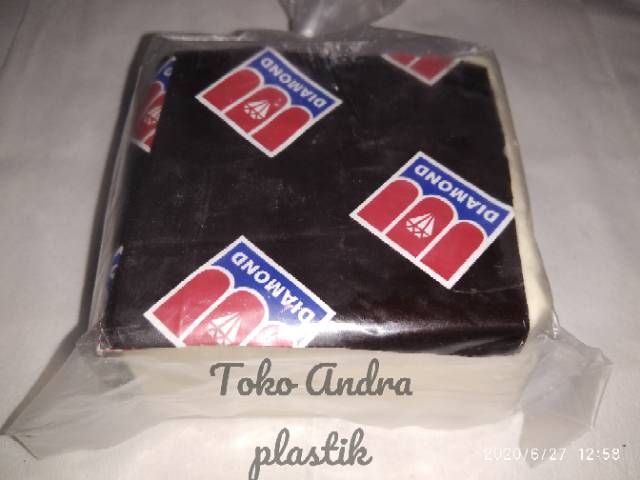 DIAMOND
DIAMOND
DIAMOND
Toko Andra
plastik
2020/6/27 12:58